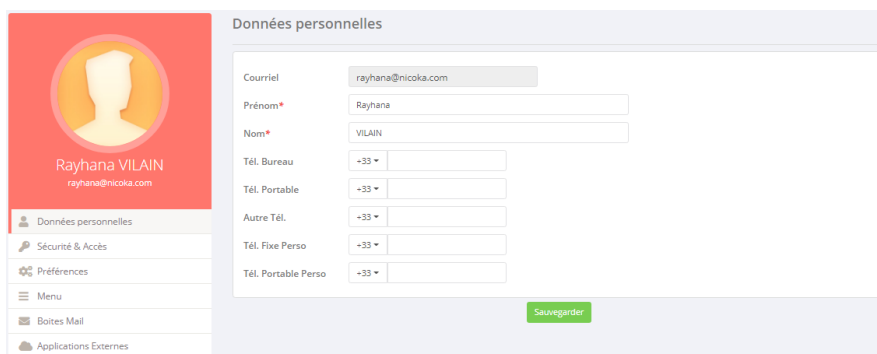 Données personnelles
Courriel rayhana@nicoka.com
Prénom* Rayhana
Nom* VILAIN
Tél. Bureau +33
Tél. Portable +33
Autre Tél. +33
Tél. Fixe Perso +33
Tél. Portable Perso +33
Sauvegarder
Rayhana VILAIN
rayhana@nicoka.com
Données personnelles
Sécurité & Accès
Préférences
Menu
Boites Mail
Applications Externes